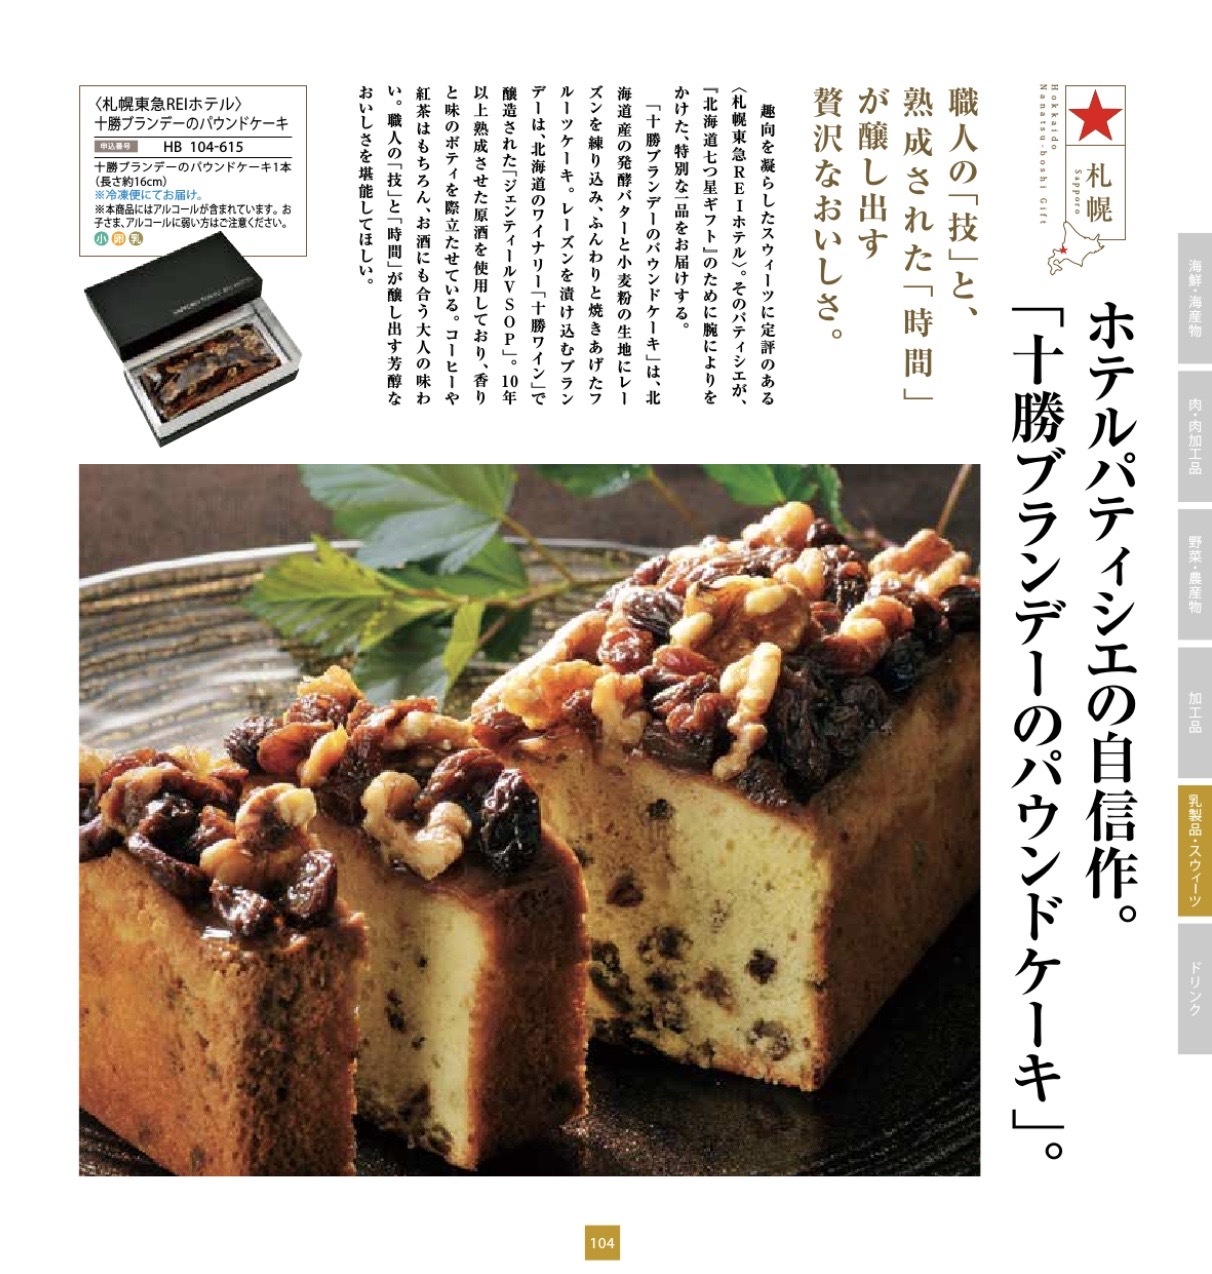 札幌
Sapporo
Hokkaido
Nanatsu-boshi Gift
ホテルパティシエの自信作。
「十勝ブランデーのパウンドケーキ」。
職人の「技」と、
熟成された「時間」
が醸し出す
贅沢なおいしさ。
趣向を凝らしたスウィーツに定評のある
〈札幌東急REIホテル〉。そのパティシエが、
『北海道七つ星ギフト』のために腕によりを
かけた、特別な一品をお届けする。
「十勝ブランデーのパウンドケーキ」は、北
海道産の発酵バターと小麦粉の生地にレー
ズンを練り込み、ふんわりと焼きあげたフ
ルーツケーキ。レーズンを漬け込むブラン
デーは、北海道のワイナリー「十勝ワイン」で
醸造された「ジェンティールVSOP」。10年
以上熟成させた原酒を使用しており、香り
と味のボティを際立たせている。コーヒーや
紅茶は、もちろん、お酒にも合う大人の味わ
い。職人の「技」と「時間」が醸し出す芳醇な
おいしさを堪能してほしい。
〈札幌東急REIホテル〉
十勝ブランデーのパウンドケーキ
申込番号 HB 104-615
十勝ブランデーのパウンドケーキ1本
（長さ約16cm）
※冷凍便にてお届け。
※本商品にはアルコールが含まれています。お
子さま、アルコールに弱い方はご注意ください。
小 卵 乳
海鮮・海産物
肉・肉加工品
野菜・農産物
加工品
乳製品・スウィーツ
ドリンク
104